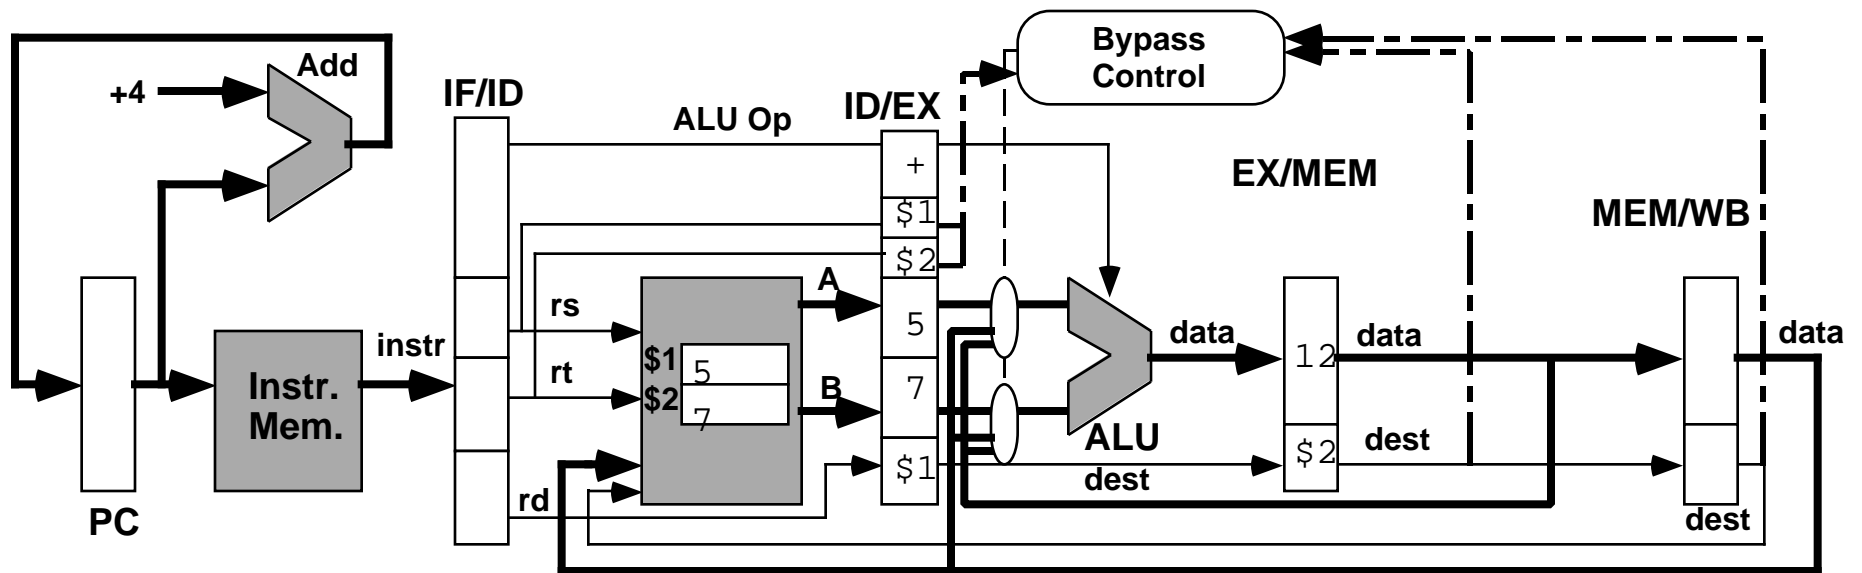 Bypass
Control
Add
+4
IF/ID
ID/EX
ALU Op
+
EX/MEM
$1
MEM/WB
$2
A
rs
5
instr
data
12
data
data
$1
5
rt
Instr.
Mem.
$2
7
B
7
ALU
dest
$1
$2
dest
rd
PC
dest